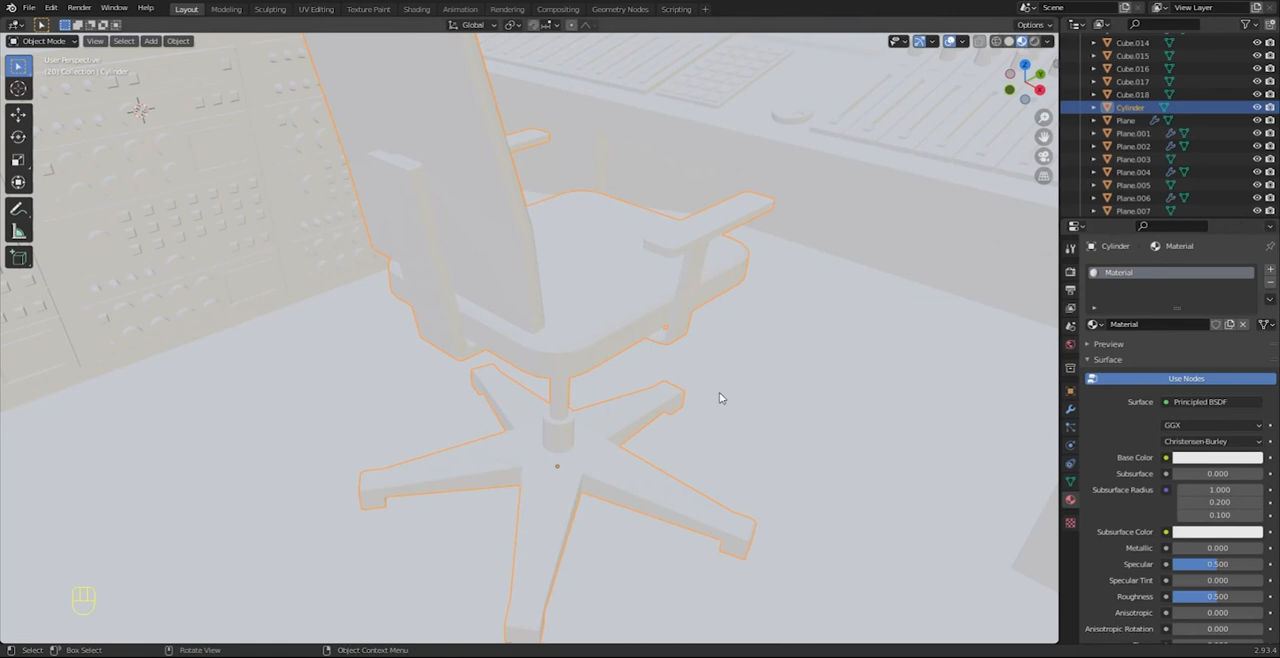 File Edit Render Window Help Layout Modeling Sculpting UV Editing Texture Paint Shading Animation Rendering Compositing Geometry Nodes Scripting + Scene View Layer
Global Options
Object Mode View Select Add Object
User Perspective
(20) Collection | Cylinder
X
Y
Z
Cube.014
Cube.015
Cube.016
Cube.017
Cube.018
Cylinder
Plane
Plane.001
Plane.002
Plane.003
Plane.004
Plane.005
Plane.006
Plane.007
Cylinder > Material
Material
Material
Preview
Surface
Use Nodes
Surface Principled BSDF
GGX
Christensen-Burley
Base Color
Subsurface 0.000
Subsurface Radius 1.000
0.200
0.100
Subsurface Color
Metallic 0.000
Specular 0.500
Specular Tint 0.000
Roughness 0.500
Anisotropic 0.000
Anisotropic Rotation 0.000
Select Box Select Rotate View Object Context Menu 2.93.4